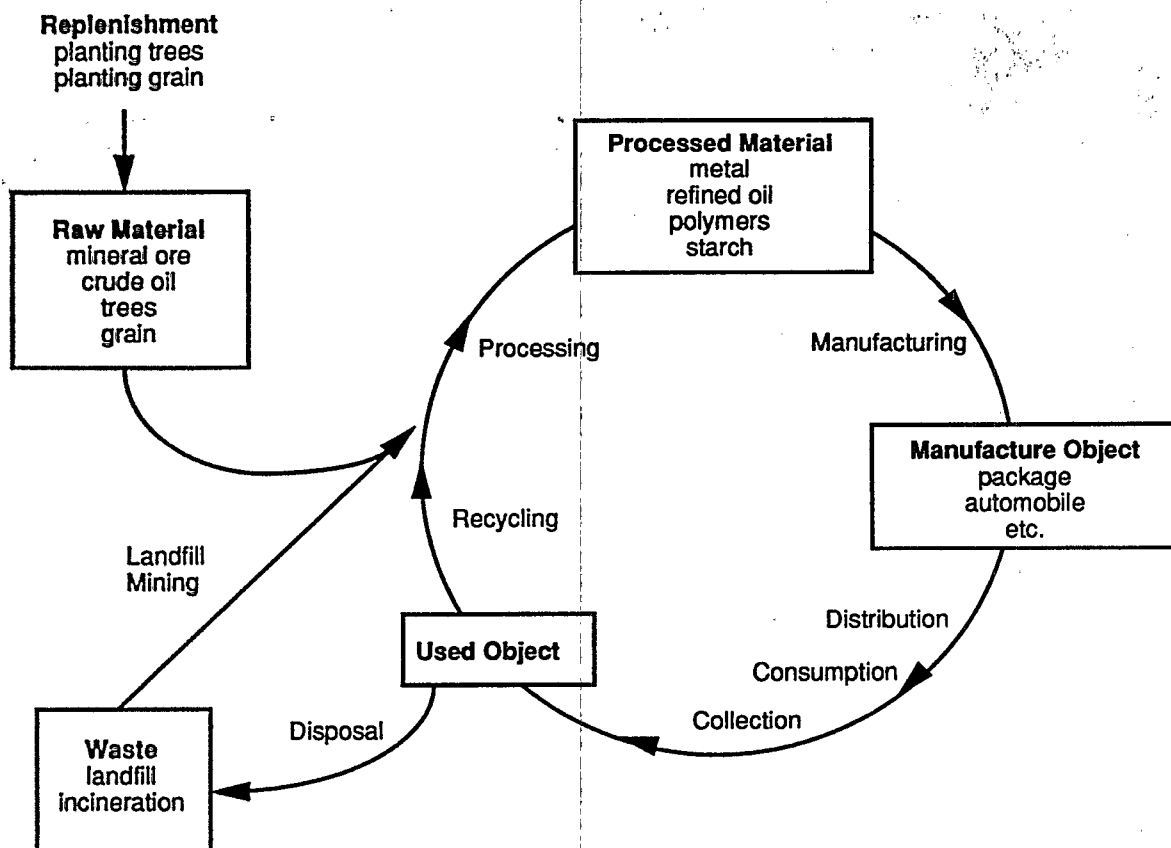 Replenishment
planting trees
planting grain
Processed Material
metal
refined oil
polymers
starch
Raw Material
mineral ore
crude oil
trees
grain
Processing
Manufacturing
Manufacture Object
package
automobile
etc.
Recycling
Landfill
Mining
Distribution
Used Object
Consumption
Collection
Disposal
Waste
landfill
incineration